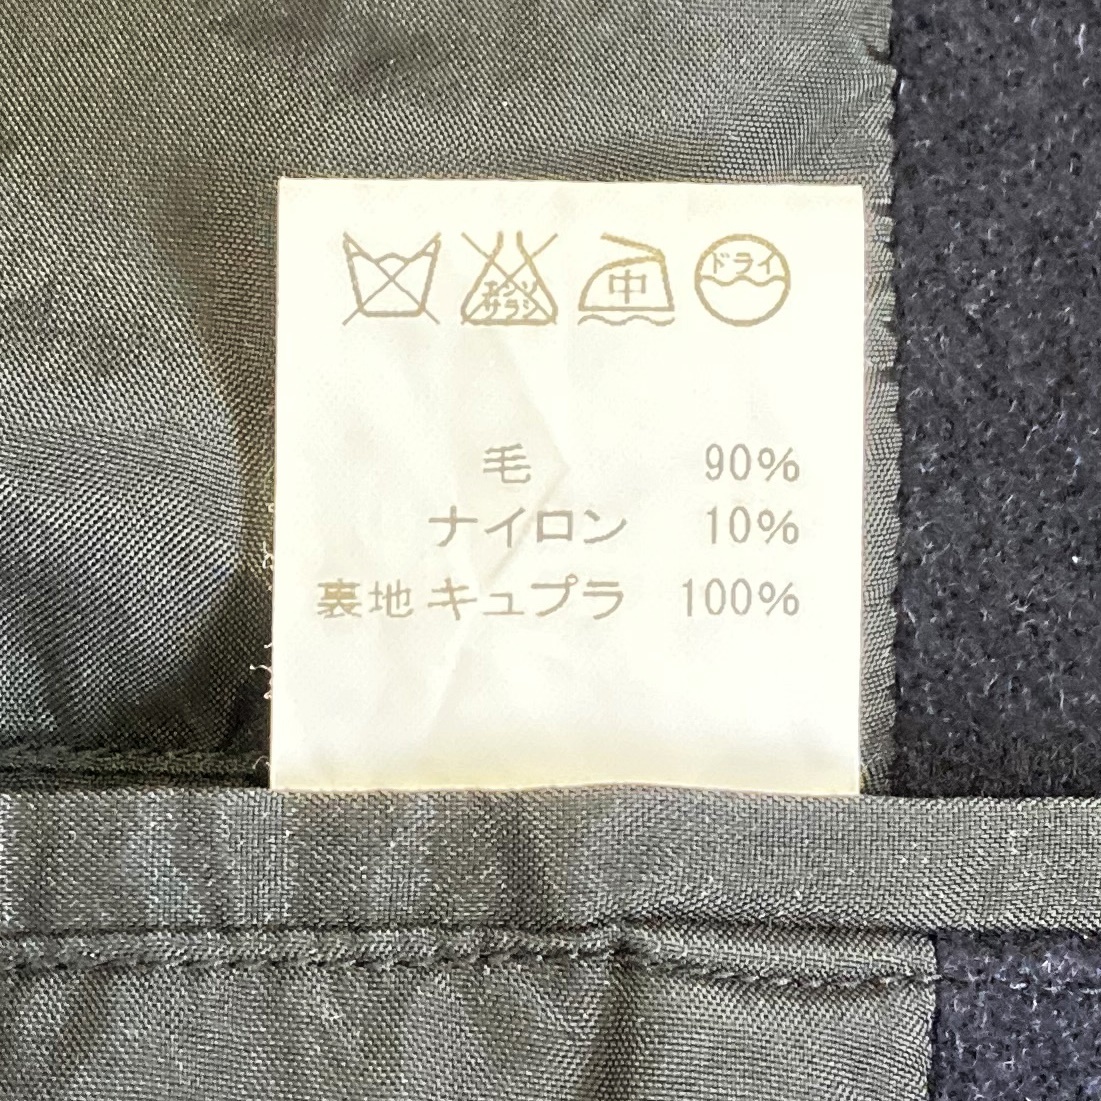 エンソ
サラシ
中
ドライ
毛 90%
ナイロン 10%
裏地 キュプラ 100%